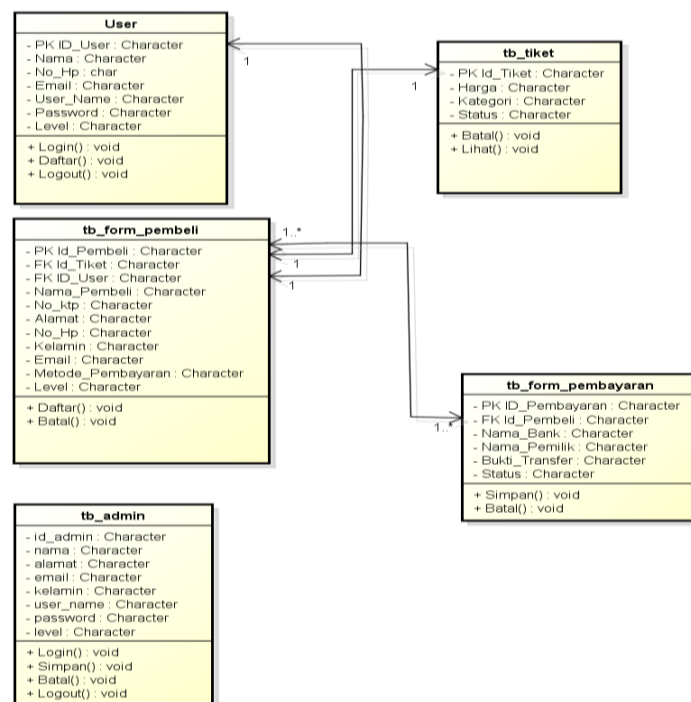 User
- PK ID_User : Character
- Nama : Character
- No_Hp : char
- Email : Character
- User_Name : Character
- Password : Character
- Level : Character
+ Login() : void
+ Daftar() : void
+ Logout() : void
1
tb_tiket
- PK Id_Tiket : Character
- Harga : Character
- Kategori : Character
- Status : Character
+ Batal() : void
+ Lihat() : void
1
tb_form_pembeli
- PK Id_Pembeli : Character
- FK Id_Tiket : Character
- FK ID_User : Character
- Nama_Pembeli : Character
- No_ktp : Character
- Alamat : Character
- No_Hp : Character
- Kelamin : Character
- Email : Character
- Metode_Pembayaran : Character
- Level : Character
+ Daftar() : void
+ Batal() : void
1..*
1
1
tb_form_pembayaran
- PK ID_Pembayaran : Character
- FK Id_Pembeli : Character
- Nama_Bank : Character
- Nama_Pemilik : Character
- Bukti_Transfer : Character
- Status : Character
+ Simpan() : void
+ Batal() : void
1..*
tb_admin
- id_admin : Character
- nama : Character
- alamat : Character
- email : Character
- kelamin : Character
- user_name : Character
- password : Character
- level : Character
+ Login() : void
+ Simpan() : void
+ Batal() : void
+ Logout() : void